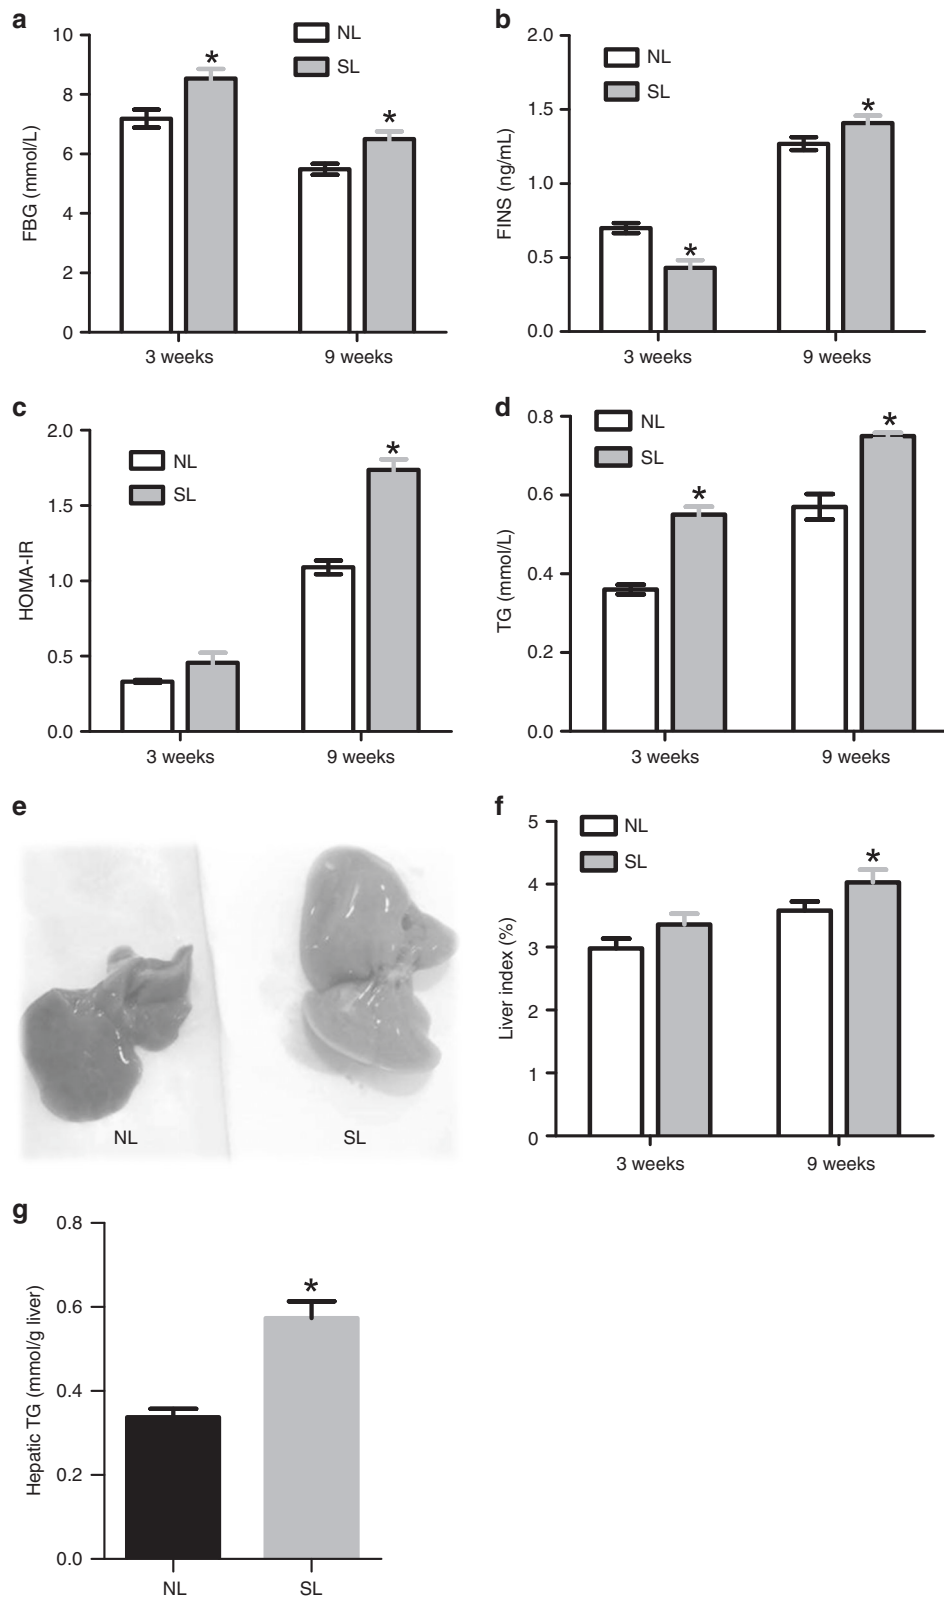 a
10
8
6
4
2
0
FBG (mmol/L)
NL
SL
*
*
3 weeks
9 weeks
b
2.0
1.5
1.0
0.5
0.0
FINS (ng/mL)
NL
SL
*
*
3 weeks
9 weeks
c
2.0
1.5
1.0
0.5
0.0
HOMA-IR
NL
SL
*
3 weeks
9 weeks
d
0.8
0.6
0.4
0.2
0.0
TG (mmol/L)
NL
SL
*
*
3 weeks
9 weeks
e
NL
SL
f
5
4
3
2
1
0
Liver index (%)
NL
SL
*
3 weeks
9 weeks
g
0.8
0.6
0.4
0.2
0.0
Hepatic TG (mmol/g liver)
*
NL
SL